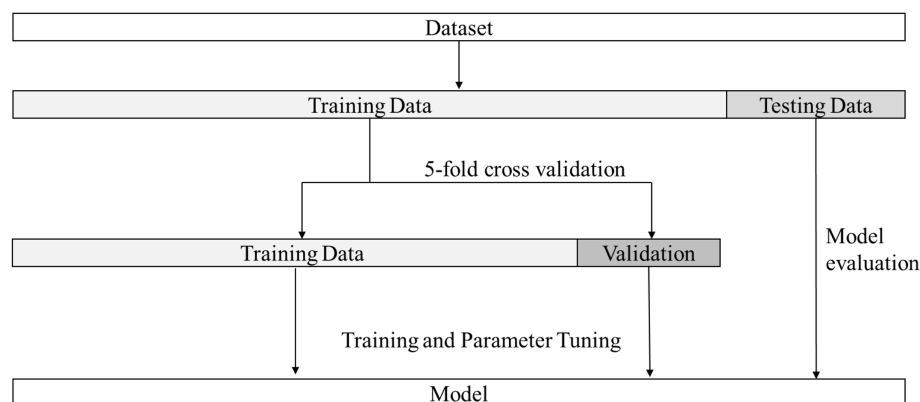 Dataset
Training Data
Testing Data
5-fold cross validation
Training Data
Validation
Model
evaluation
Training and Parameter Tuning
Model